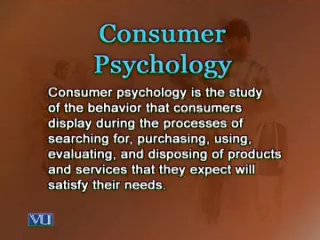 Consumer
Psychology
Consumer psychology is the study
of the behavior that consumers
display during the processes of
searching for, purchasing, using,
evaluating, and disposing of products
and services that they expect will
satisfy their needs.
VU